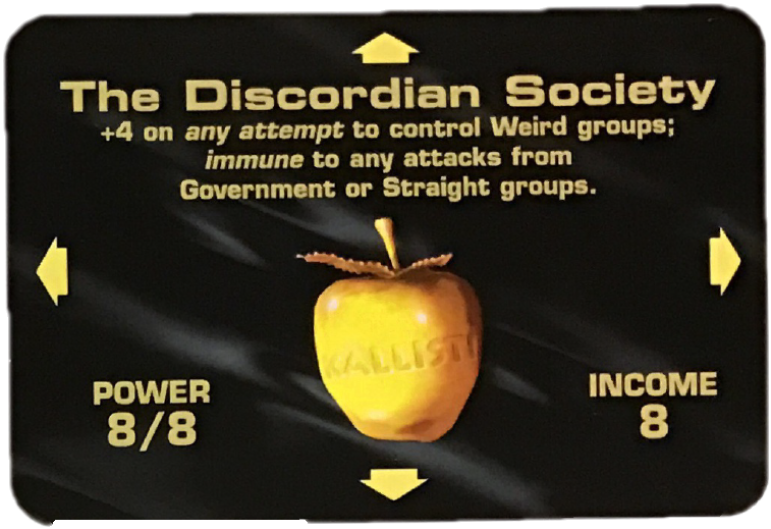 The Discordian Society
+4 on any attempt to control Weird groups;
immune to any attacks from
Government or Straight groups.
KALLISTI
POWER
8/8
INCOME
8